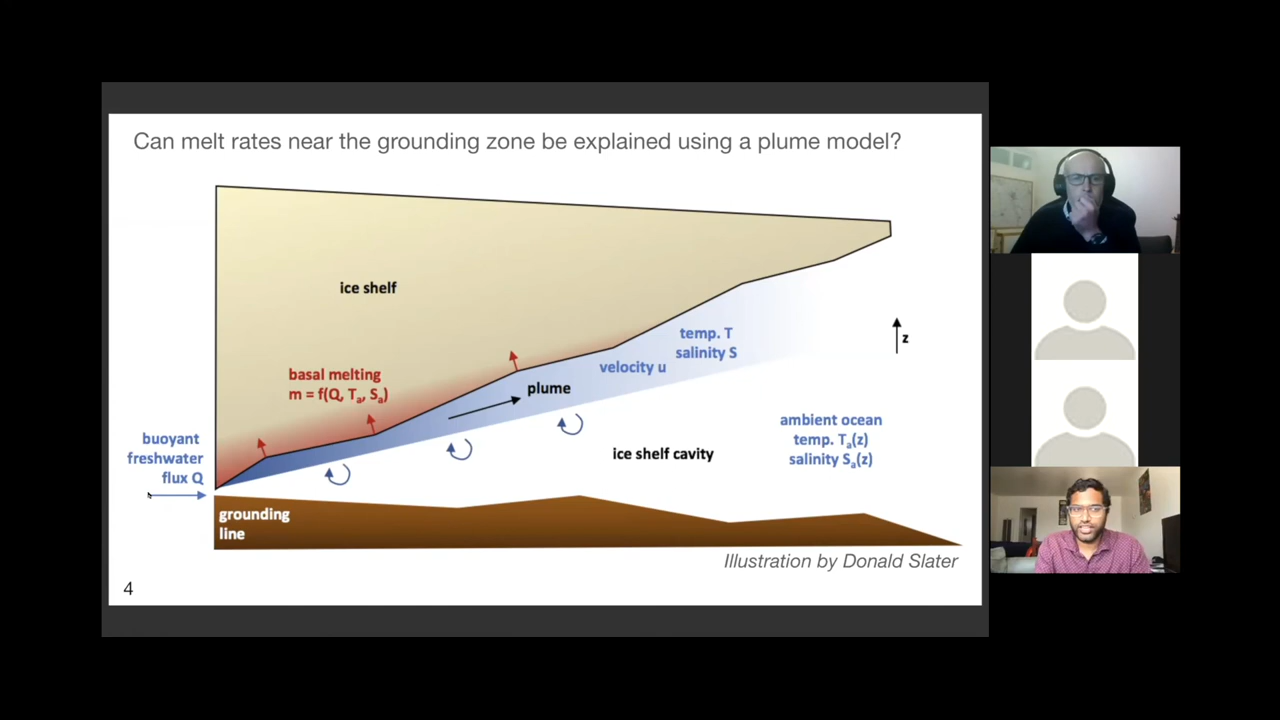 Can melt rates near the grounding zone be explained using a plume model?
ice shelf
basal melting
m = f(Q, Tₐ, Sₐ)
temp. T
salinity S
velocity u
plume
z
buoyant
freshwater
flux Q
ice shelf cavity
ambient ocean
temp. Tₐ(z)
salinity Sₐ(z)
grounding
line
Illustration by Donald Slater
4